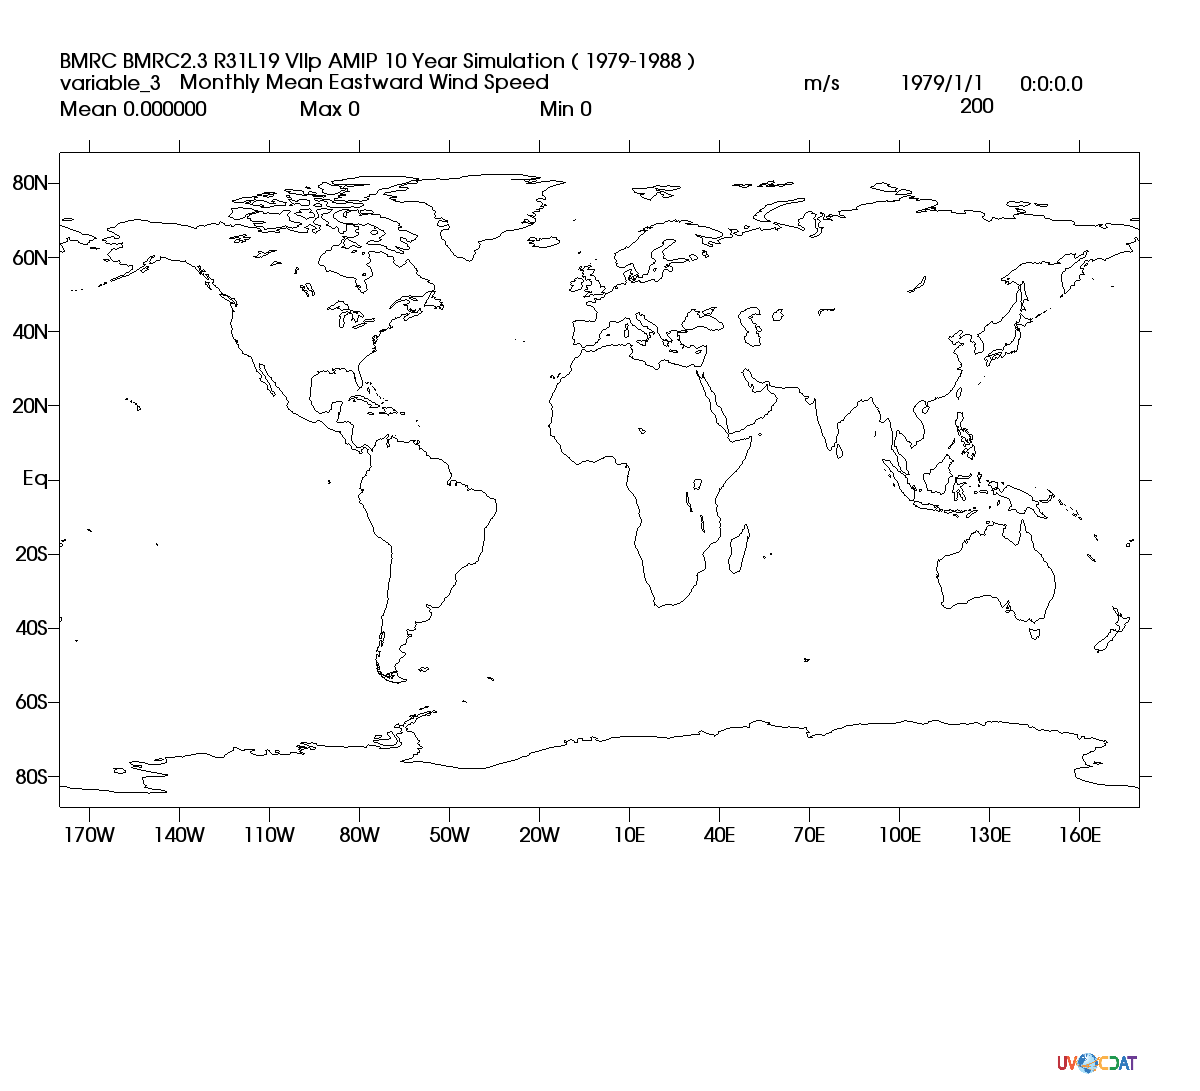 BMRC BMRC2.3 R31L19 VIIp AMIP 10 Year Simulation ( 1979-1988 )
variable_3 Monthly Mean Eastward Wind Speed m/s 1979/1/1 0:0:0.0
Mean 0.000000 Max 0 Min 0 200
80N
60N
40N
20N
Eq
20S
40S
60S
80S
170W 140W 110W 80W 50W 20W 10E 40E 70E 100E 130E 160E
UV CDAT